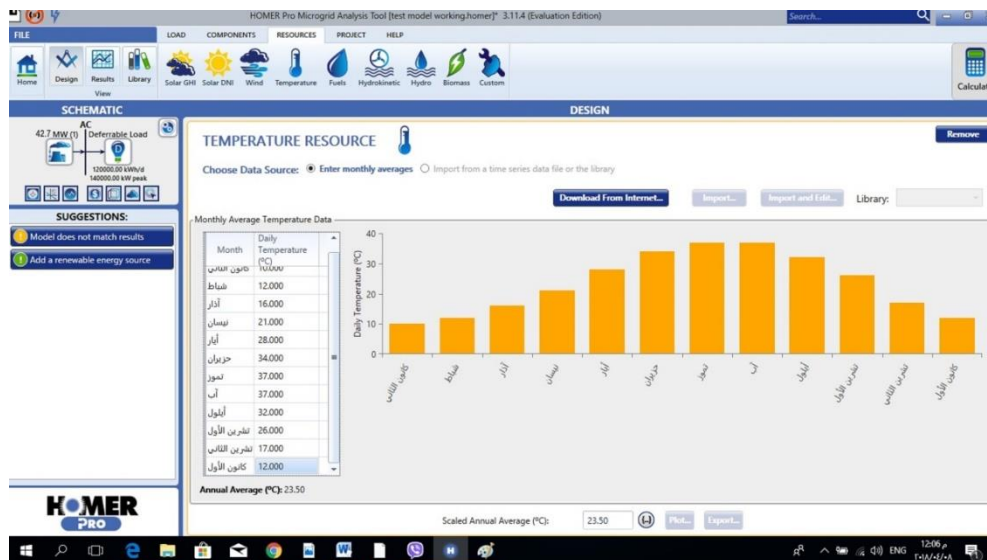 HOMER Pro Microgrid Analysis Tool [test model working.homer]* 3.11.4 (Evaluation Edition)
Search...
FILE
LOAD COMPONENTS RESOURCES PROJECT HELP
Home Design Results Library
View
Solar GHI Solar DNI Wind Temperature Fuels Hydrokinetic Hydro Biomass Custom
Calculat
SCHEMATIC
DESIGN
AC
42.7 MW (1) Deferrable Load
D
120000.00 kWh/d
140000.00 kW peak
SUGGESTIONS:
Model does not match results
Add a renewable energy source
HOMER
PRO
TEMPERATURE RESOURCE
Remove
Choose Data Source: Enter monthly averages Import from a time series data file or the library
Download From Internet... Import... Import and Edit... Library:
Monthly Average Temperature Data
Month Daily Temperature (ºC)
كانون الثاني 10.000
شباط 12.000
آذار 16.000
نيسان 21.000
أيار 28.000
حزيران 34.000
تموز 37.000
آب 37.000
أيلول 32.000
تشرين الأول 26.000
تشرين الثاني 17.000
كانون الأول 12.000
Annual Average (ºC): 23.50
Daily Temperature (ºC)
40
30
20
10
0
كانون الثاني شباط آذار نيسان أيار حزيران تموز آب أيلول تشرين الأول تشرين الثاني كانون الأول
Scaled Annual Average (ºC): 23.50 Plot... Export...
ENG
12:06 م
٢٠١٨/٠٤/٠٨